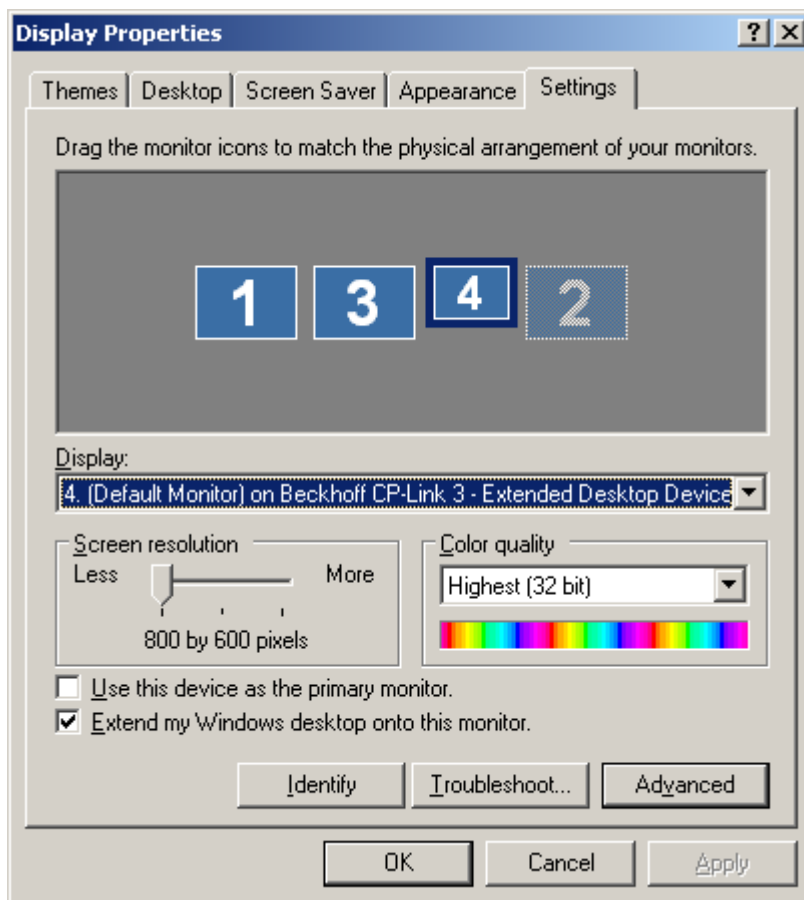 Display Properties
Themes Desktop Screen Saver Appearance Settings
Drag the monitor icons to match the physical arrangement of your monitors.
1 3 4 2
Display:
4. (Default Monitor) on Beckhoff CP-Link 3 - Extended Desktop Device
Screen resolution
Less More
800 by 600 pixels
Color quality
Highest (32 bit)
Use this device as the primary monitor.
Extend my Windows desktop onto this monitor.
Identify Troubleshoot... Advanced
OK Cancel Apply